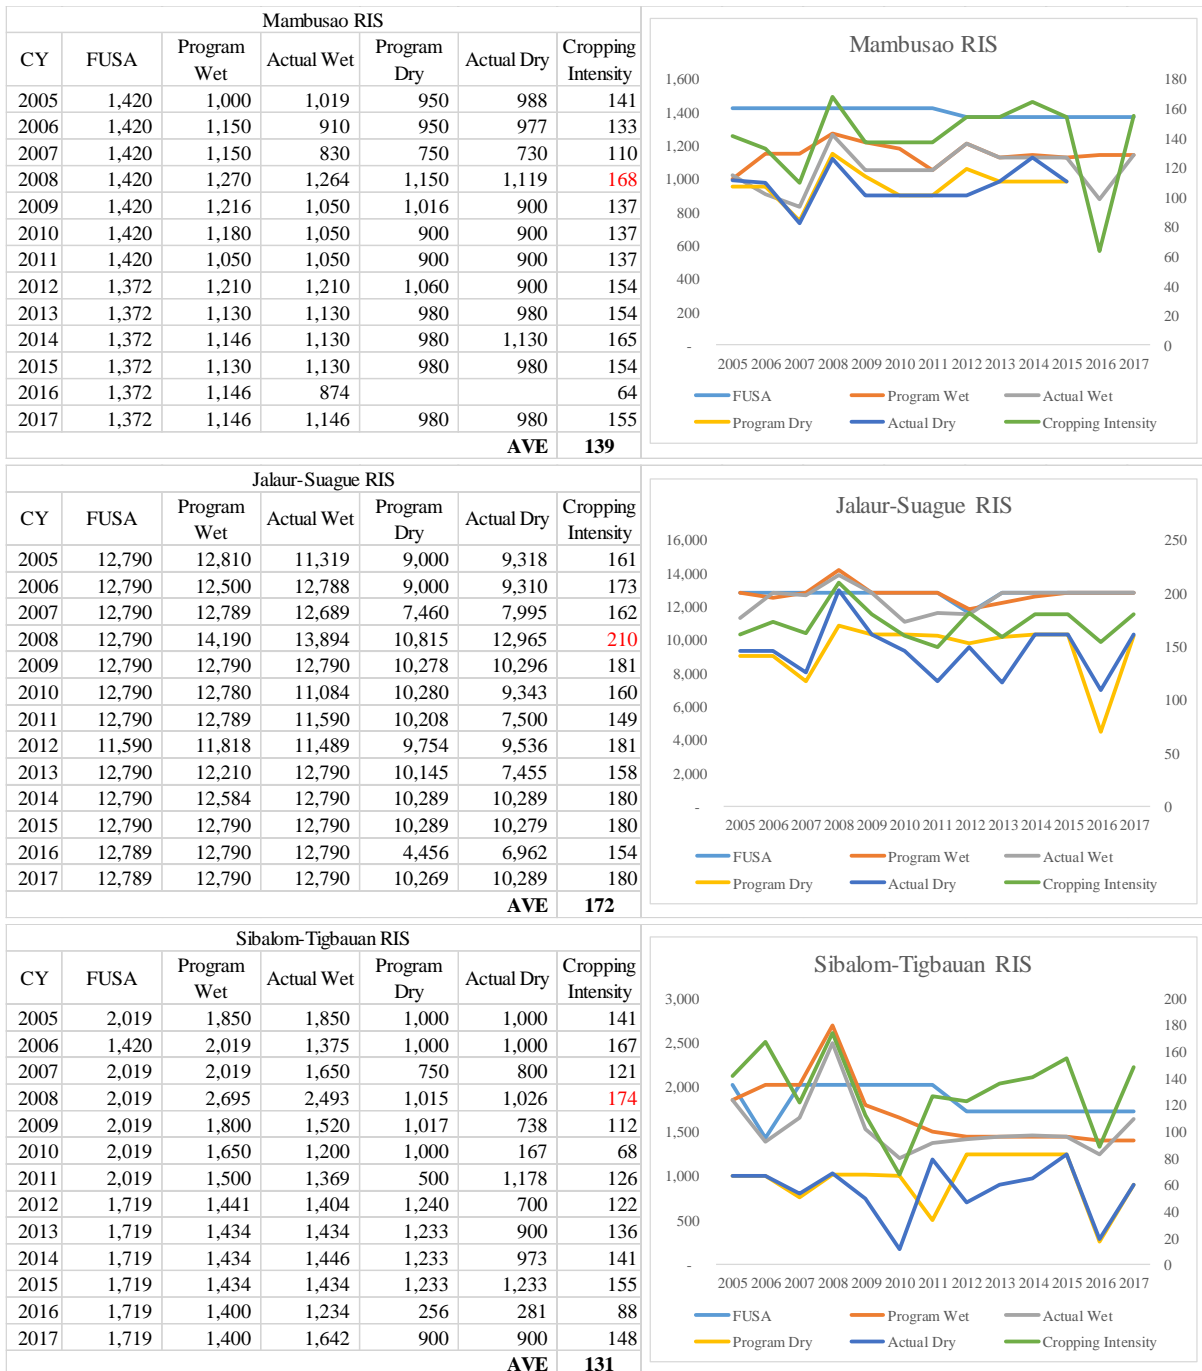 Mambusao RIS
CY FUSA Program Wet Actual Wet Program Dry Actual Dry Cropping Intensity
2005 1,420 1,000 1,019 950 988 141
2006 1,420 1,150 910 950 977 133
2007 1,420 1,150 830 750 730 110
2008 1,420 1,270 1,264 1,150 1,119 168
2009 1,420 1,216 1,050 1,016 900 137
2010 1,420 1,180 1,050 900 900 137
2011 1,420 1,050 1,050 900 900 137
2012 1,372 1,210 1,210 1,060 900 154
2013 1,372 1,130 1,130 980 980 154
2014 1,372 1,146 1,130 980 1,130 165
2015 1,372 1,130 1,130 980 980 154
2016 1,372 1,146 874 64
2017 1,372 1,146 1,146 980 980 155
AVE 139
Mambusao RIS
1,600 180
1,400 160
1,200 140
1,000 120
800 100
600 80
400 60
200 40
- 20
0
2005 2006 2007 2008 2009 2010 2011 2012 2013 2014 2015 2016 2017
FUSA Program Wet Actual Wet
Program Dry Actual Dry Cropping Intensity
Jalaur-Suague RIS
CY FUSA Program Wet Actual Wet Program Dry Actual Dry Cropping Intensity
2005 12,790 12,810 11,319 9,000 9,318 161
2006 12,790 12,500 12,788 9,000 9,310 173
2007 12,790 12,789 12,689 7,460 7,995 162
2008 12,790 14,190 13,894 10,815 12,965 210
2009 12,790 12,790 12,790 10,278 10,296 181
2010 12,790 12,780 11,084 10,280 9,343 160
2011 12,790 12,789 11,590 10,208 7,500 149
2012 11,590 11,818 11,489 9,754 9,536 181
2013 12,790 12,210 12,790 10,145 7,455 158
2014 12,790 12,584 12,790 10,289 10,289 180
2015 12,790 12,790 12,790 10,289 10,279 180
2016 12,789 12,790 12,790 4,456 6,962 154
2017 12,789 12,790 12,790 10,269 10,289 180
AVE 172
Jalaur-Suague RIS
16,000 250
14,000
12,000 200
10,000 150
8,000
6,000 100
4,000 50
2,000
- 0
2005 2006 2007 2008 2009 2010 2011 2012 2013 2014 2015 2016 2017
FUSA Program Wet Actual Wet
Program Dry Actual Dry Cropping Intensity
Sibalom-Tigbauan RIS
CY FUSA Program Wet Actual Wet Program Dry Actual Dry Cropping Intensity
2005 2,019 1,850 1,850 1,000 1,000 141
2006 1,420 2,019 1,375 1,000 1,000 167
2007 2,019 2,019 1,650 750 800 121
2008 2,019 2,695 2,493 1,015 1,026 174
2009 2,019 1,800 1,520 1,017 738 112
2010 2,019 1,650 1,200 1,000 167 68
2011 2,019 1,500 1,369 500 1,178 126
2012 1,719 1,441 1,404 1,240 700 122
2013 1,719 1,434 1,434 1,233 900 136
2014 1,719 1,434 1,446 1,233 973 141
2015 1,719 1,434 1,434 1,233 1,233 155
2016 1,719 1,400 1,234 256 281 88
2017 1,719 1,400 1,642 900 900 148
AVE 131
Sibalom-Tigbauan RIS
3,000 200
2,500 180
2,000 160
1,500 140
1,000 120
500 100
- 80
60
40
20
0
2005 2006 2007 2008 2009 2010 2011 2012 2013 2014 2015 2016 2017
FUSA Program Wet Actual Wet
Program Dry Actual Dry Cropping Intensity